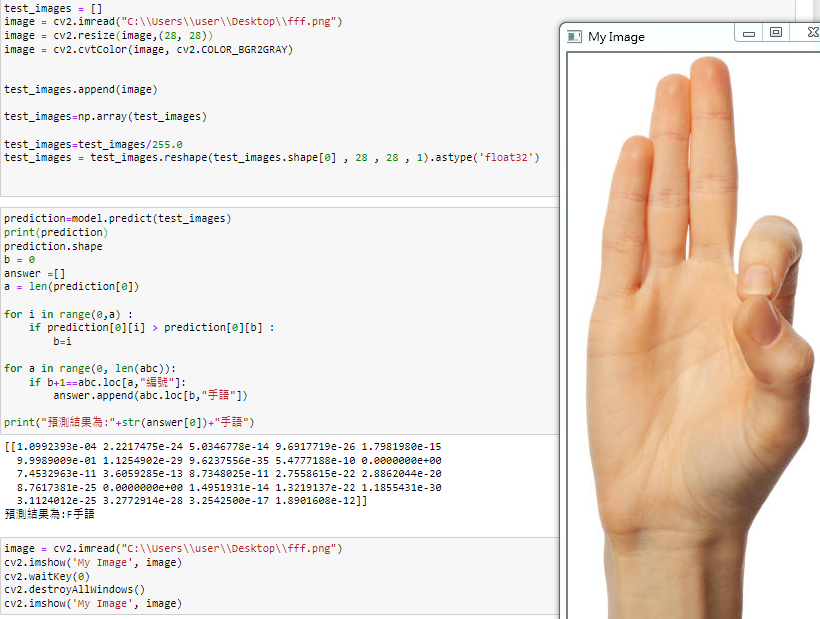 test_images = []
image = cv2.imread("C:\\Users\\user\\Desktop\\fff.png")
image = cv2.resize(image,(28, 28))
image = cv2.cvtColor(image, cv2.COLOR_BGR2GRAY)
test_images.append(image)
test_images=np.array(test_images)
test_images=test_images/255.0
test_images = test_images.reshape(test_images.shape[0] , 28 , 28 , 1).astype('float32')
prediction=model.predict(test_images)
print(prediction)
prediction.shape
b = 0
answer =[]
a = len(prediction[0])
for i in range(0,a) :
    if prediction[0][i] > prediction[0][b] :
        b=i
for a in range(0, len(abc)):
    if b+1==abc.loc[a,"編號"]:
        answer.append(abc.loc[b,"手語"])
print("預測結果為:"+str(answer[0])+"手語")
[[1.0992393e-04 2.2217475e-24 5.0346778e-14 9.6917719e-26 1.7981980e-15
  9.9989009e-01 1.1254902e-29 9.6237556e-35 5.4777188e-10 0.0000000e+00
  7.4532963e-11 3.6059285e-13 8.7348025e-11 2.7558615e-22 2.8862044e-20
  8.7617381e-25 0.0000000e+00 1.4951931e-14 1.3219137e-22 1.1855431e-30
  3.1124012e-25 3.2772914e-28 3.2542500e-17 1.8901608e-12]]
預測結果為:F手語
image = cv2.imread("C:\\Users\\user\\Desktop\\fff.png")
cv2.imshow('My Image', image)
cv2.waitKey(0)
cv2.destroyAllWindows()
cv2.imshow('My Image', image)
My Image